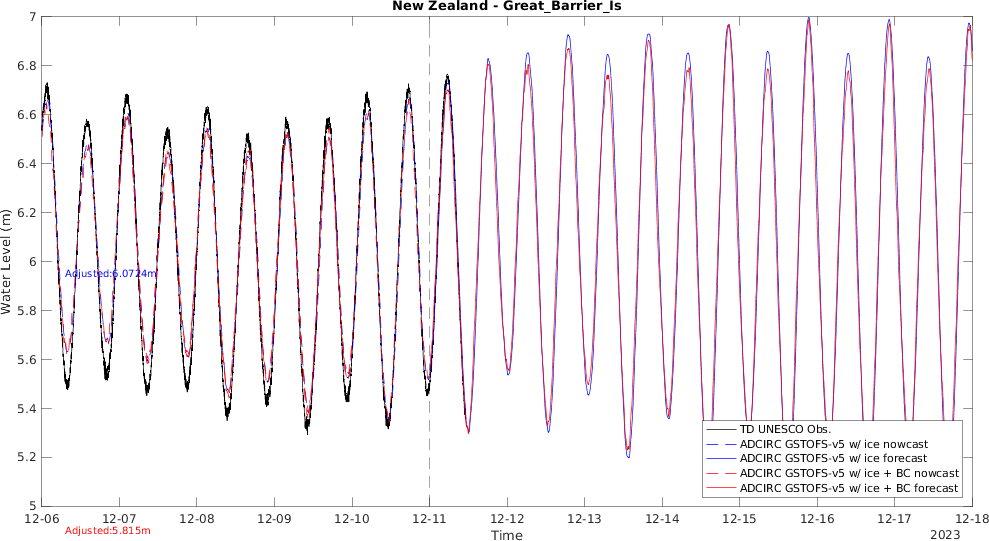 New Zealand - Great_Barrier_Is
7
6.8
6.6
6.4
6.2
6
5.8
5.6
5.4
5.2
5
Water Level (m)
Adjusted:6.0724m
Adjusted:5.815m
TD UNESCO Obs.
ADCIRC GSTOFS-v5 w/ ice nowcast
ADCIRC GSTOFS-v5 w/ ice forecast
ADCIRC GSTOFS-v5 w/ ice + BC nowcast
ADCIRC GSTOFS-v5 w/ ice + BC forecast
12-06 12-07 12-08 12-09 12-10 12-11 12-12 12-13 12-14 12-15 12-16 12-17 12-18
Time
2023